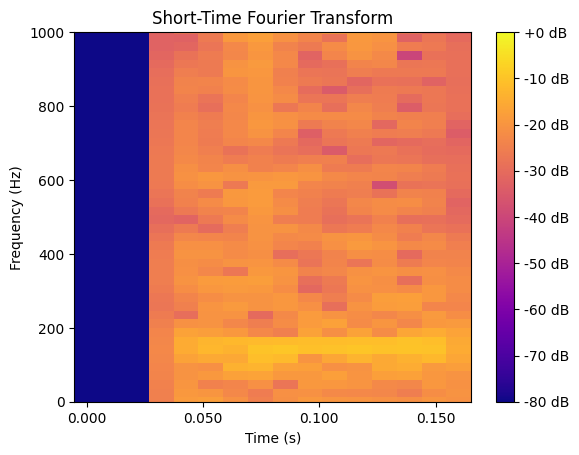 Short-Time Fourier Transform
Frequency (Hz)
1000
800
600
400
200
0
0.000
0.050
0.100
0.150
Time (s)
+0 dB
-10 dB
-20 dB
-30 dB
-40 dB
-50 dB
-60 dB
-70 dB
-80 dB